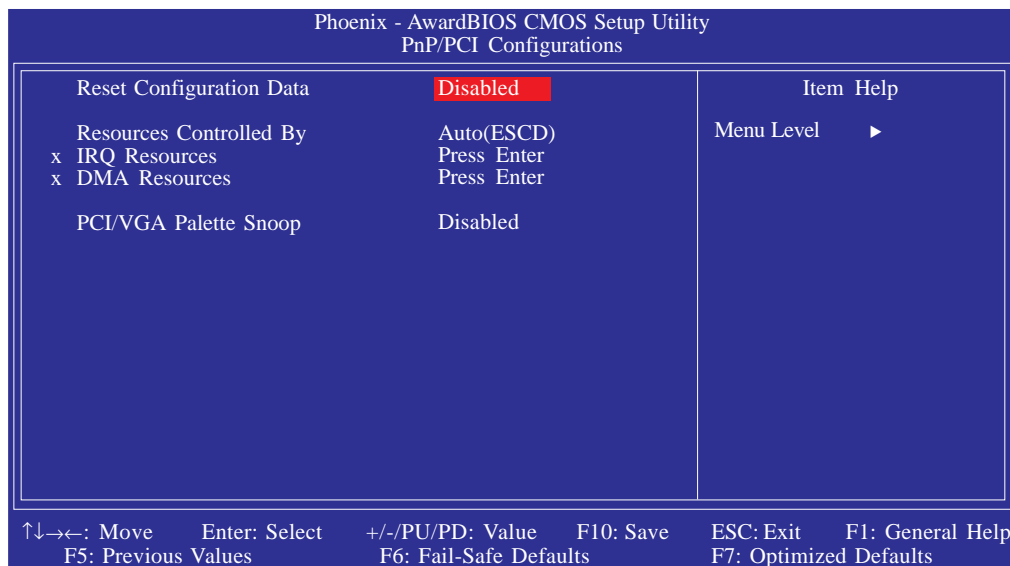 Phoenix - AwardBIOS CMOS Setup Utility
PnP/PCI Configurations
Reset Configuration Data Disabled
Resources Controlled By Auto(ESCD)
x IRQ Resources Press Enter
x DMA Resources Press Enter
PCI/VGA Palette Snoop Disabled
Item Help
Menu Level ▶
↑↓→←: Move Enter: Select +/-/PU/PD: Value F10: Save ESC: Exit F1: General Help
F5: Previous Values F6: Fail-Safe Defaults F7: Optimized Defaults